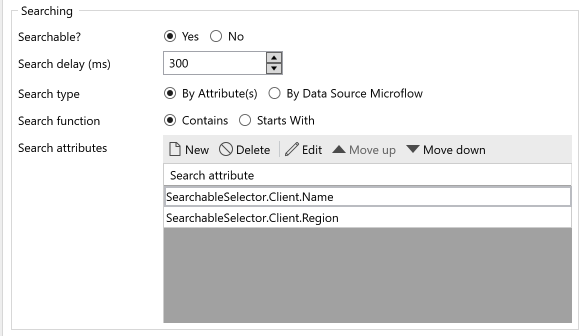 Searching
Searchable? Yes No
Search delay (ms) 300
Search type By Attribute(s) By Data Source Microflow
Search function Contains Starts With
Search attributes New Delete Edit Move up Move down
Search attribute
SearchableSelector.Client.Name
SearchableSelector.Client.Region